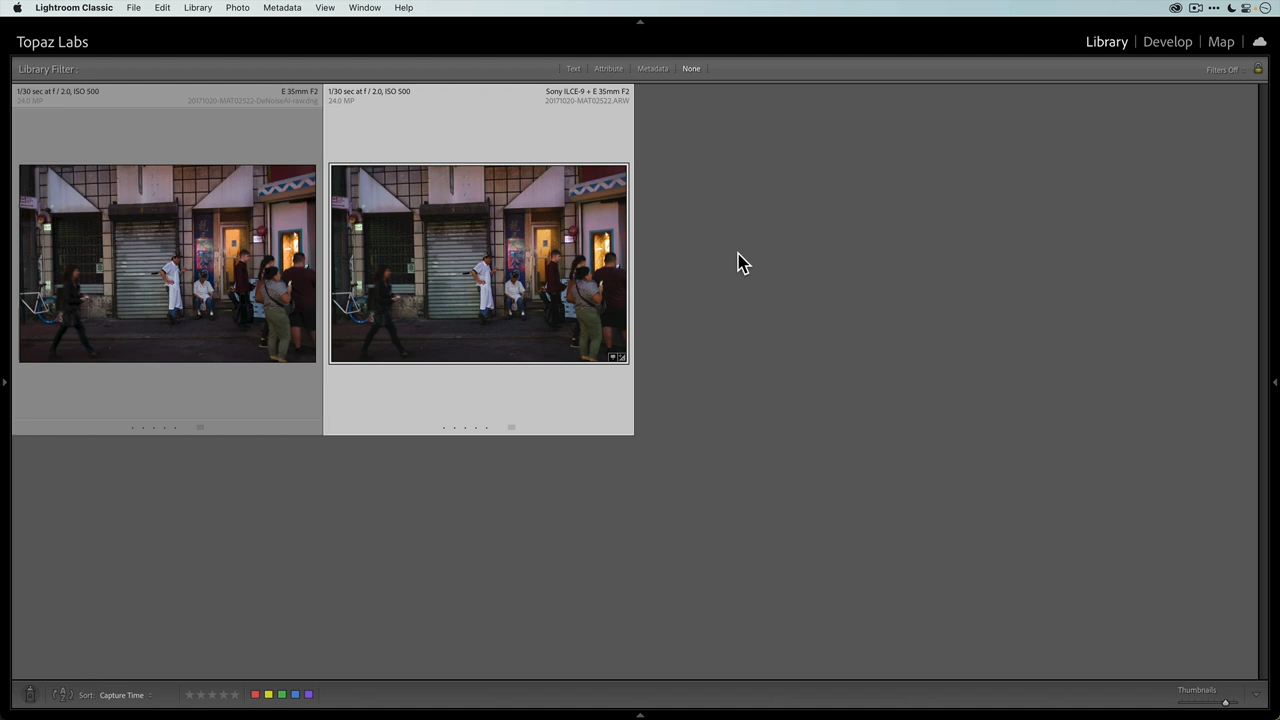 Lightroom Classic File Edit Library Photo Metadata View Window Help
Topaz Labs
Library | Develop | Map |
Library Filter :
Text | Attribute | Metadata | None |
Filters Off
1/30 sec at f / 2.0, ISO 500 E 35mm F2
24.0 MP 20171020-MAT02522-DeNoiseAI-raw.dng
1/30 sec at f / 2.0, ISO 500 Sony ILCE-9 + E 35mm F2
24.0 MP 20171020-MAT02522.ARW
Sort: Capture Time
Thumbnails